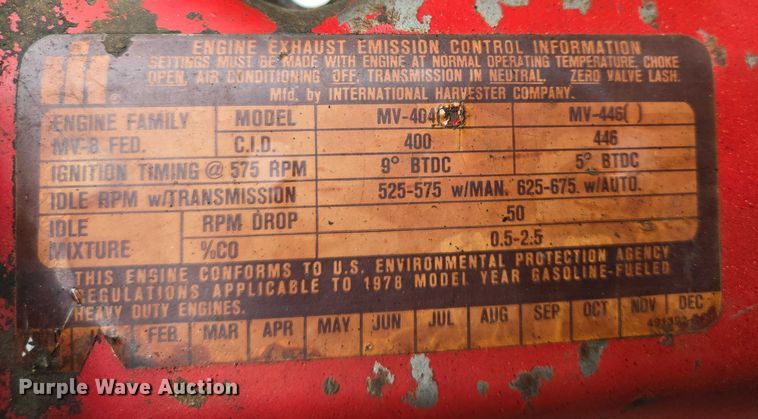 ENGINE EXHAUST EMISSION CONTROL INFORMATION
SETTINGS MUST BE MADE WITH ENGINE AT NORMAL OPERATING TEMPERATURE, CHOKE
OPEN, AIR CONDITIONING OFF, TRANSMISSION IN NEUTRAL, ZERO VALVE LASH.
Mfd. by INTERNATIONAL HARVESTER COMPANY.
ENGINE FAMILY MODEL MV-404( MV-446( )
MV-8 FED. C.I.D. 400 446
IGNITION TIMING @ 575 RPM 9° BTDC 5° BTDC
IDLE RPM w/TRANSMISSION 525-575 w/MAN. 625-675. w/AUTO.
IDLE RPM DROP 50
MIXTURE %CO 0.5-2.5
THIS ENGINE CONFORMS TO U.S. ENVIRONMENTAL PROTECTION AGENCY
REGULATIONS APPLICABLE TO 1978 MODEL YEAR GASOLINE-FUELED
HEAVY DUTY ENGINES.
FEB MAR APR MAY JUN JUL AUG SEP OCT NOV DEC
Purple Wave Auction